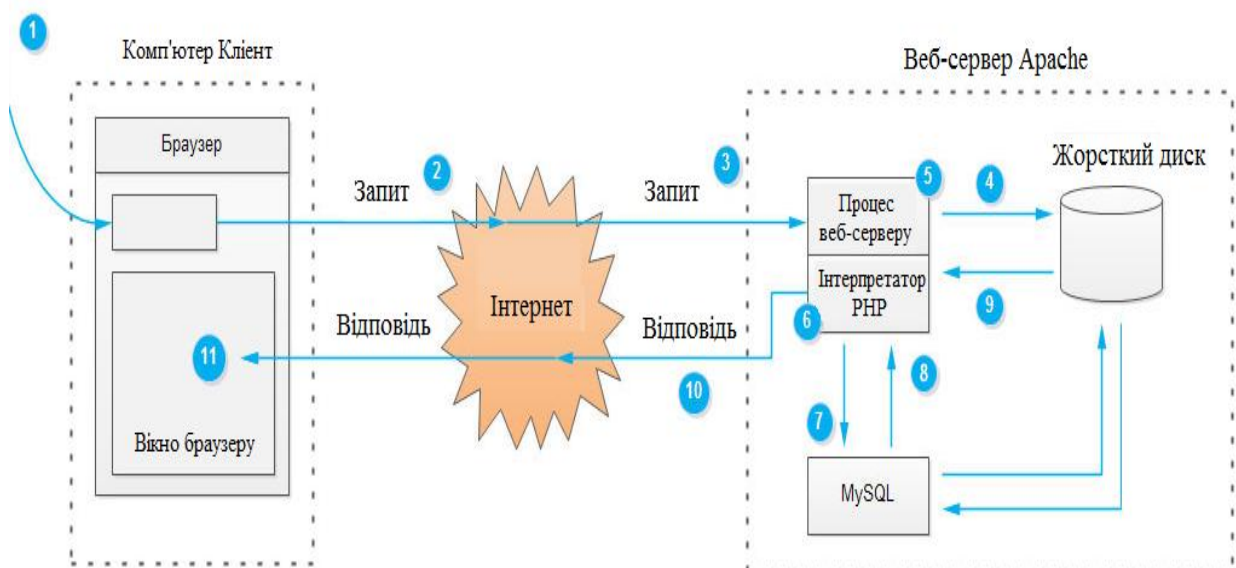 1
Комп'ютер Клієнт
Веб-сервер Apache
Браузер
Запит
2
Запит
3
5
4
Жорсткий диск
Процес
веб-серверу
Інтерпретатор
PHP
9
Інтернет
Відповідь
Відповідь
6
11
10
7
8
Вікно браузеру
MySQL